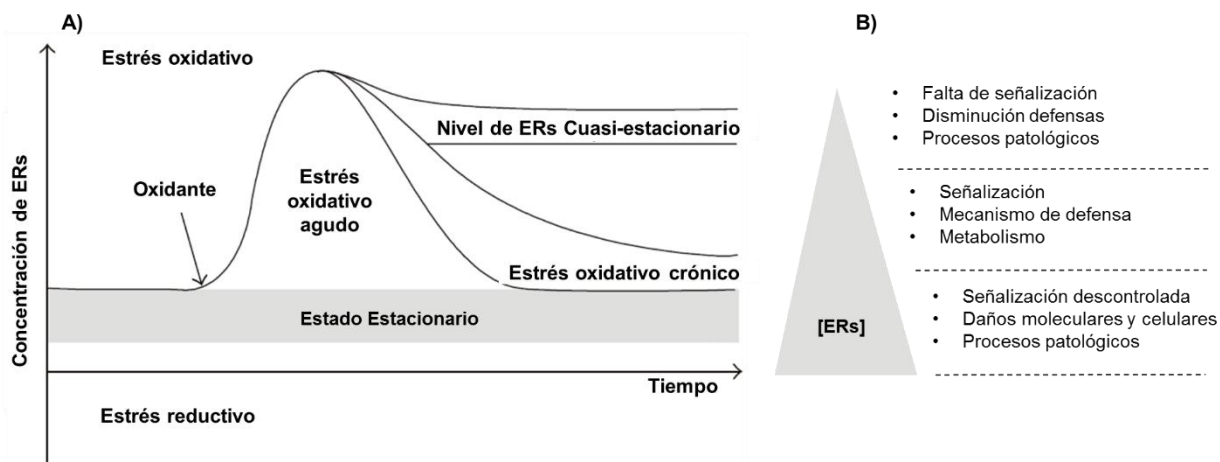 A)
Estrés oxidativo
Nivel de ERs Cuasi-estacionario
Oxidante
Estrés
oxidativo
agudo
Estrés oxidativo crónico
Estado Estacionario
Tiempo
Estrés reductivo
Concentración de ERs
B)
• Falta de señalización
• Disminución defensas
• Procesos patológicos
• Señalización
• Mecanismo de defensa
• Metabolismo
• Señalización descontrolada
• Daños moleculares y celulares
• Procesos patológicos
[ERs]